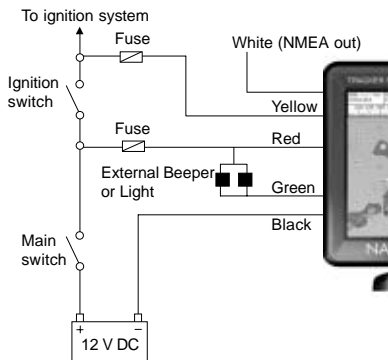 To ignition system
Fuse
White (NMEA out)
Ignition
switch
Yellow
Fuse
Red
External Beeper
or Light
Green
Black
Main
switch
+ −
12 V DC
NA